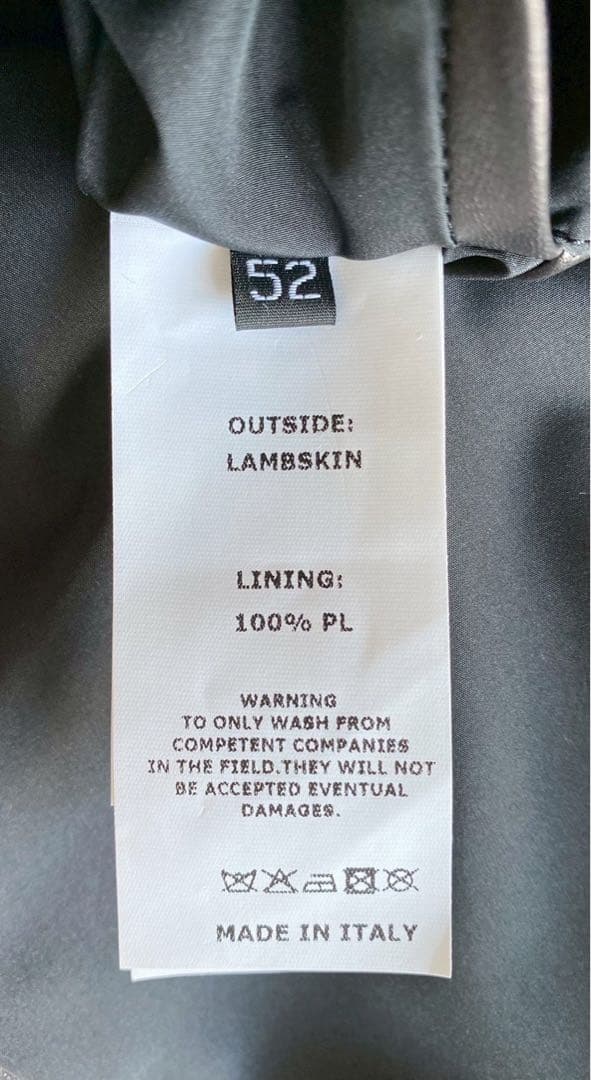 52
OUTSIDE:
LAMBSKIN
LINING:
100% PL
WARNING
TO ONLY WASH FROM
COMPETENT COMPANIES
IN THE FIELD.THEY WILL NOT
BE ACCEPTED EVENTUAL
DAMAGES.
MADE IN ITALY